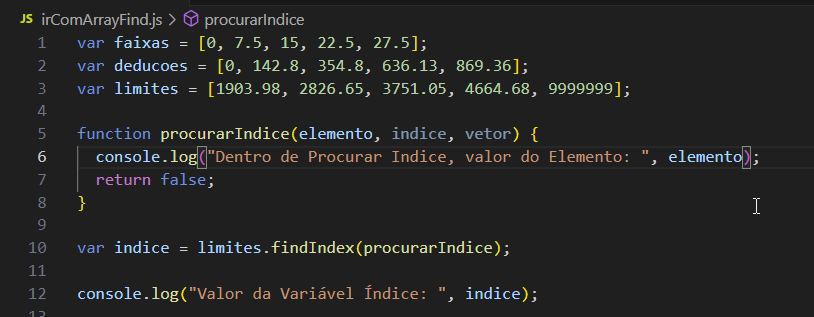 JS irComArrayFind.js > procurarIndice
1 var faixas = [0, 7.5, 15, 22.5, 27.5];
2 var deducoes = [0, 142.8, 354.8, 636.13, 869.36];
3 var limites = [1903.98, 2826.65, 3751.05, 4664.68, 9999999];
4
5 function procurarIndice(elemento, indice, vetor) {
6 console.log("Dentro de Procurar Indice, valor do Elemento: ", elemento);
7 return false;
8 }
9
10 var indice = limites.findIndex(procurarIndice);
11
12 console.log("Valor da Variável Índice: ", indice);
13